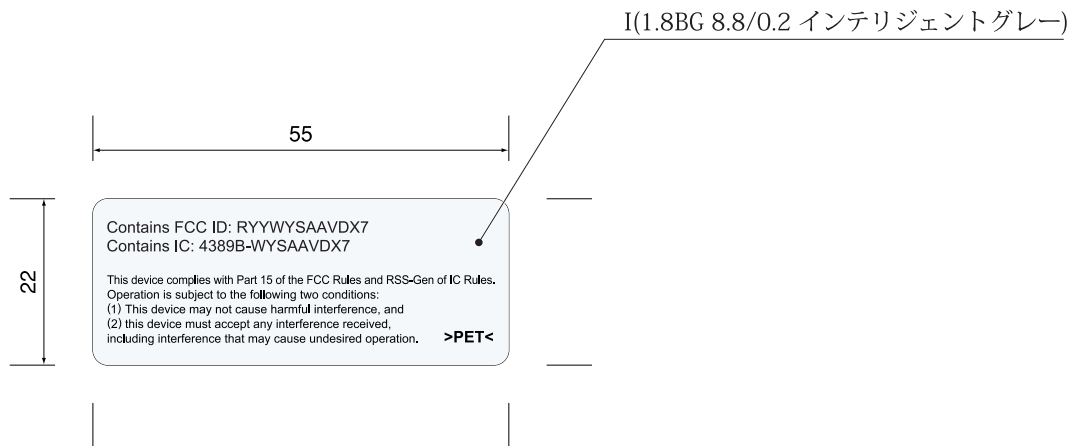 I(1.8BG 8.8/0.2 インテリジェントグレー)
55
22
Contains FCC ID: RYYWYSAAVDX7
Contains IC: 4389B-WYSAAVDX7
This device complies with Part 15 of the FCC Rules and RSS-Gen of IC Rules.
Operation is subject to the following two conditions:
(1) This device may not cause harmful interference, and
(2) this device must accept any interference received,
including interference that may cause undesired operation.
>PET<